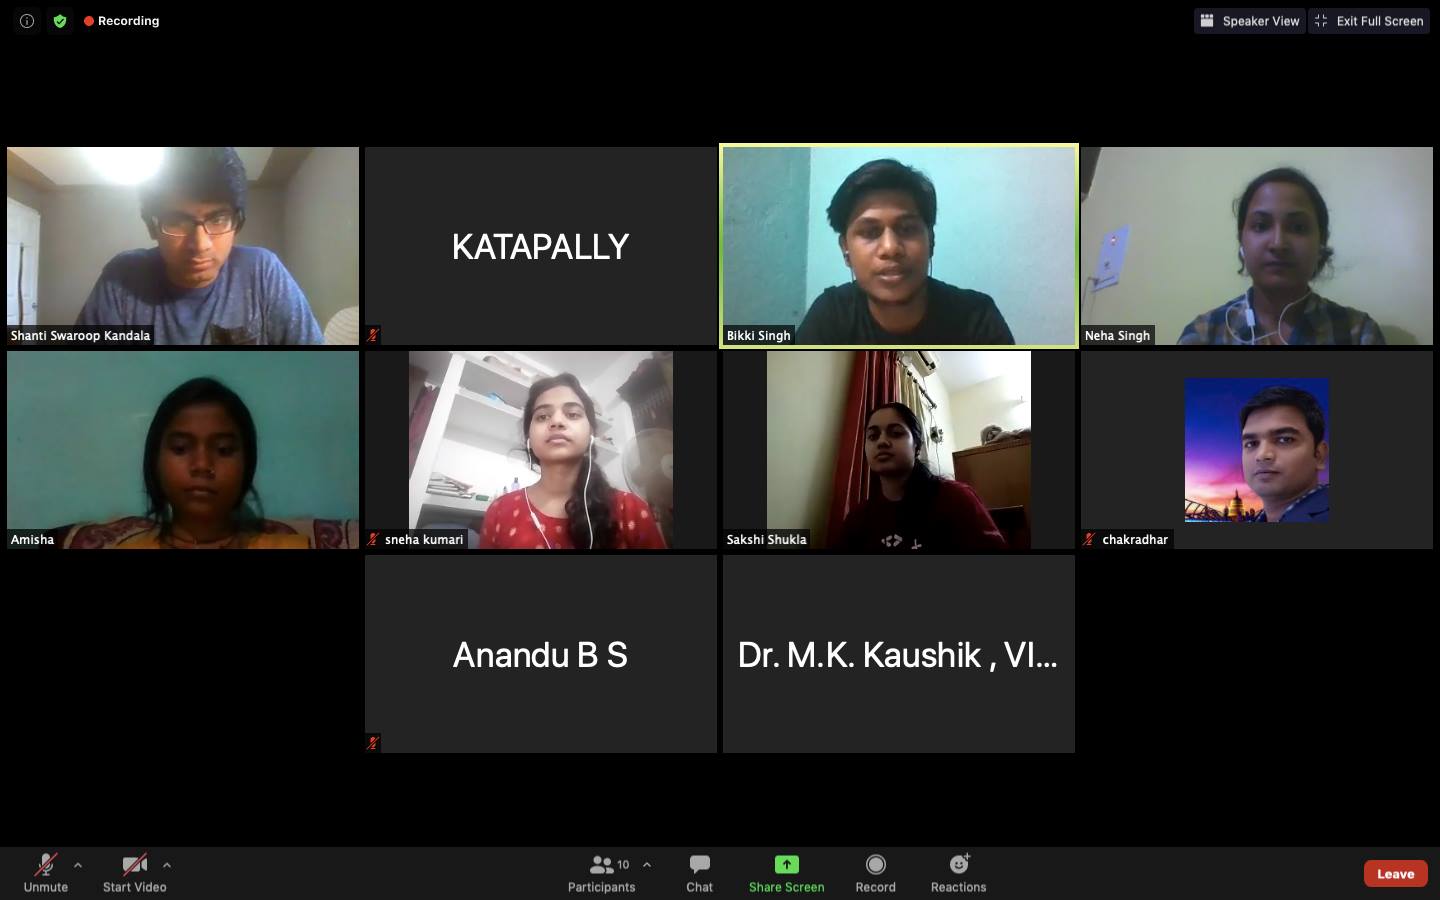 Recording
Speaker View
Exit Full Screen
Shanti Swaroop Kandala
KATAPALLY
Bikki Singh
Neha Singh
Amisha
sneha kumari
Sakshi Shukla
chakradhar
Anandu B S
Dr. M.K. Kaushik , VI...
Unmute
Start Video
Participants
10
Chat
Share Screen
Record
Reactions
Leave